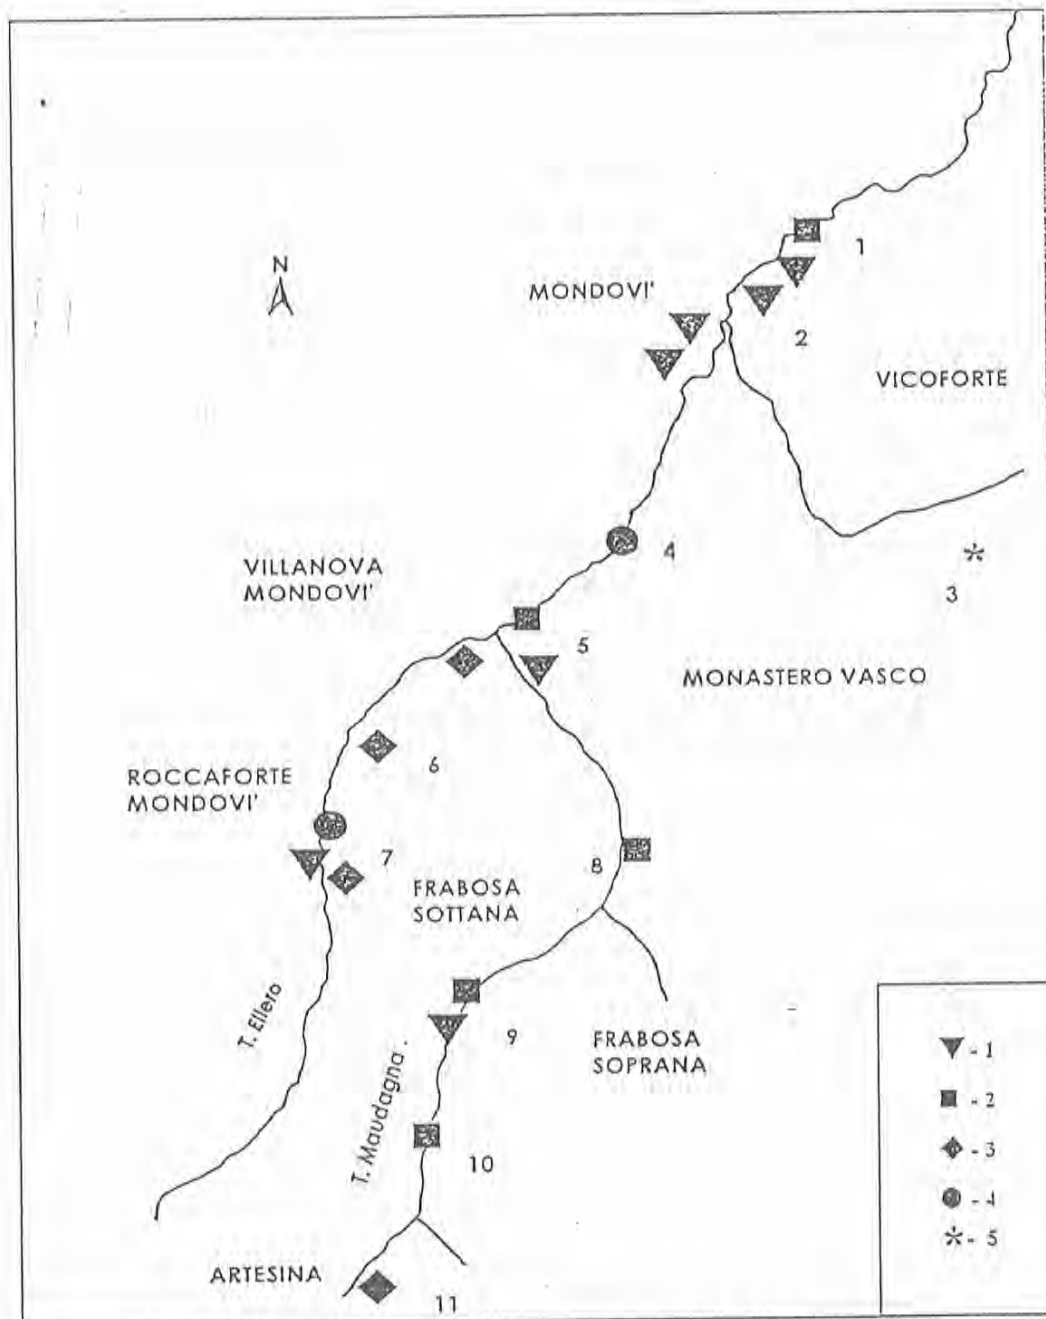 N
1
MONDOVI'
2
VICOFORTE
4
VILLANOVA
MONDOVI'
3
5
MONASTERO VASCO
6
ROCCAFORTE
MONDOVI'
7
8
FRABOSA
SOTTANA
T. Ellero
9
FRABOSA
SOPRANA
T. Maudagna
10
ARTESINA
11
- 1
- 2
- 3
- 4
- 5